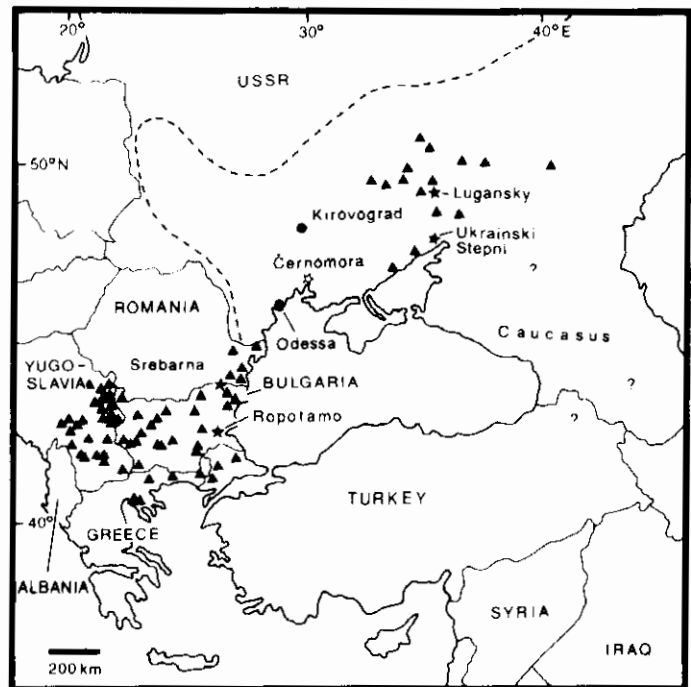 20°
30°
40°E
USSR
50°N
Lugansky
Kirovograd
Ukrainski
Stepni
?
Černomora
ROMANIA
Odessa
Caucasus
YUGO-
SLAVIA
Srebarna
BULGARIA
?
Ropotamo
?
TURKEY
40°
GREECE
ALBANIA
SYRIA
IRAQ
200 km